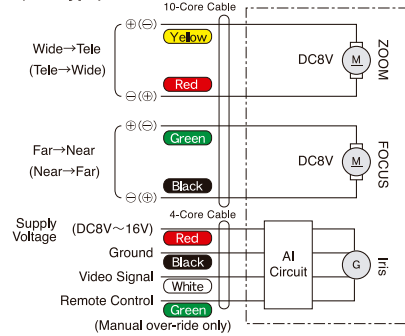 10-Core Cable
⊕(⊖)
Yellow
Wide→Tele
(Tele→Wide)
DC8V
M
ZOOM
Red
⊖(⊕)
⊕(⊖)
Green
Far→Near
(Near→Far)
DC8V
M
FOCUS
Black
⊖(⊕)
4-Core Cable
Supply
Voltage
(DC8V～16V)
Red
Ground
Black
AI
Circuit
G
Iris
Video Signal
White
Remote Control
Green
(Manual over-ride only)